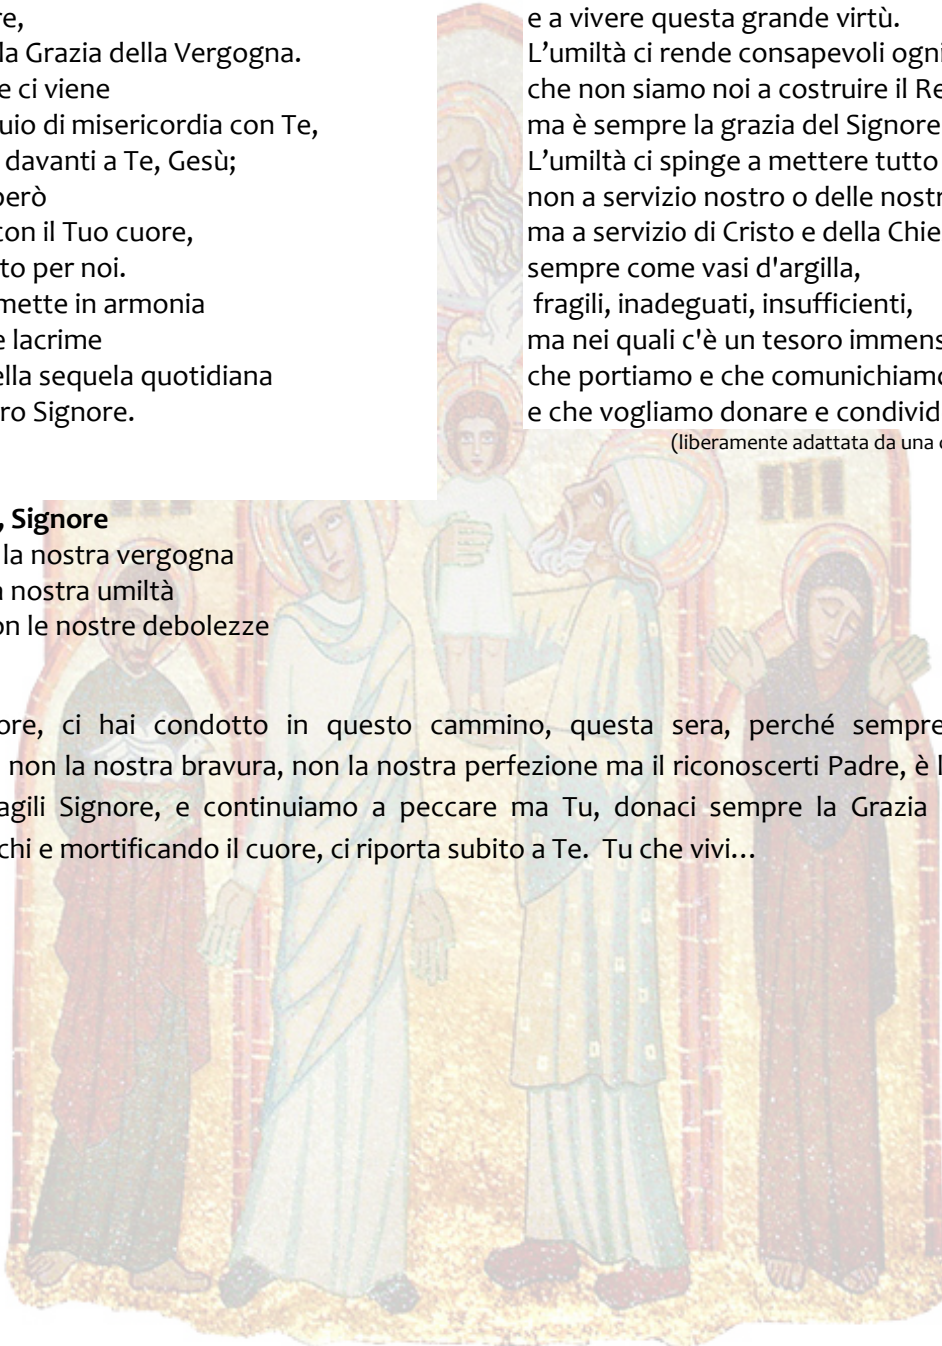 re,
la Grazia della Vergogna.
e ci viene
uio di misericordia con Te,
davanti a Te, Gesù;
però
con il Tuo cuore,
to per noi.
mette in armonia
e lacrime
ella sequela quotidiana
ro Signore.
e a vivere questa grande virtù.
L’umiltà ci rende consapevoli ogni
che non siamo noi a costruire il Re
ma è sempre la grazia del Signore
L’umiltà ci spinge a mettere tutto
non a servizio nostro o delle nostr
ma a servizio di Cristo e della Chie
sempre come vasi d'argilla,
fragili, inadeguati, insufficienti,
ma nei quali c'è un tesoro immens
che portiamo e che comunichiamo
e che vogliamo donare e condivid
(liberamente adattata da una
, Signore
la nostra vergogna
a nostra umiltà
on le nostre debolezze
ore, ci hai condotto in questo cammino, questa sera, perché sempre
non la nostra bravura, non la nostra perfezione ma il riconoscerti Padre, è l
agili Signore, e continuiamo a peccare ma Tu, donaci sempre la Grazia
chi e mortificando il cuore, ci riporta subito a Te. Tu che vivi…